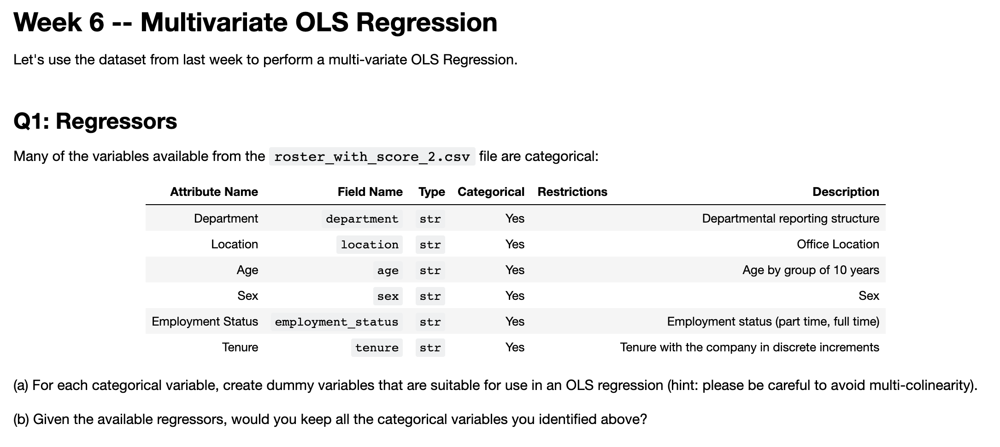 Week 6 -- Multivariate OLS Regression
Let's use the dataset from last week to perform a multi-variate OLS Regression.
Q1: Regressors
Many of the variables available from the roster_with_score_2.csv file are categorical:
Attribute Name Field Name Type Categorical Restrictions Description
Department department str Yes Departmental reporting structure
Location location str Yes Office Location
Age age str Yes Age by group of 10 years
Sex sex str Yes Sex
Employment Status employment_status str Yes Employment status (part time, full time)
Tenure tenure str Yes Tenure with the company in discrete increments
(a) For each categorical variable, create dummy variables that are suitable for use in an OLS regression (hint: please be careful to avoid multi-colinearity).
(b) Given the available regressors, would you keep all the categorical variables you identified above?